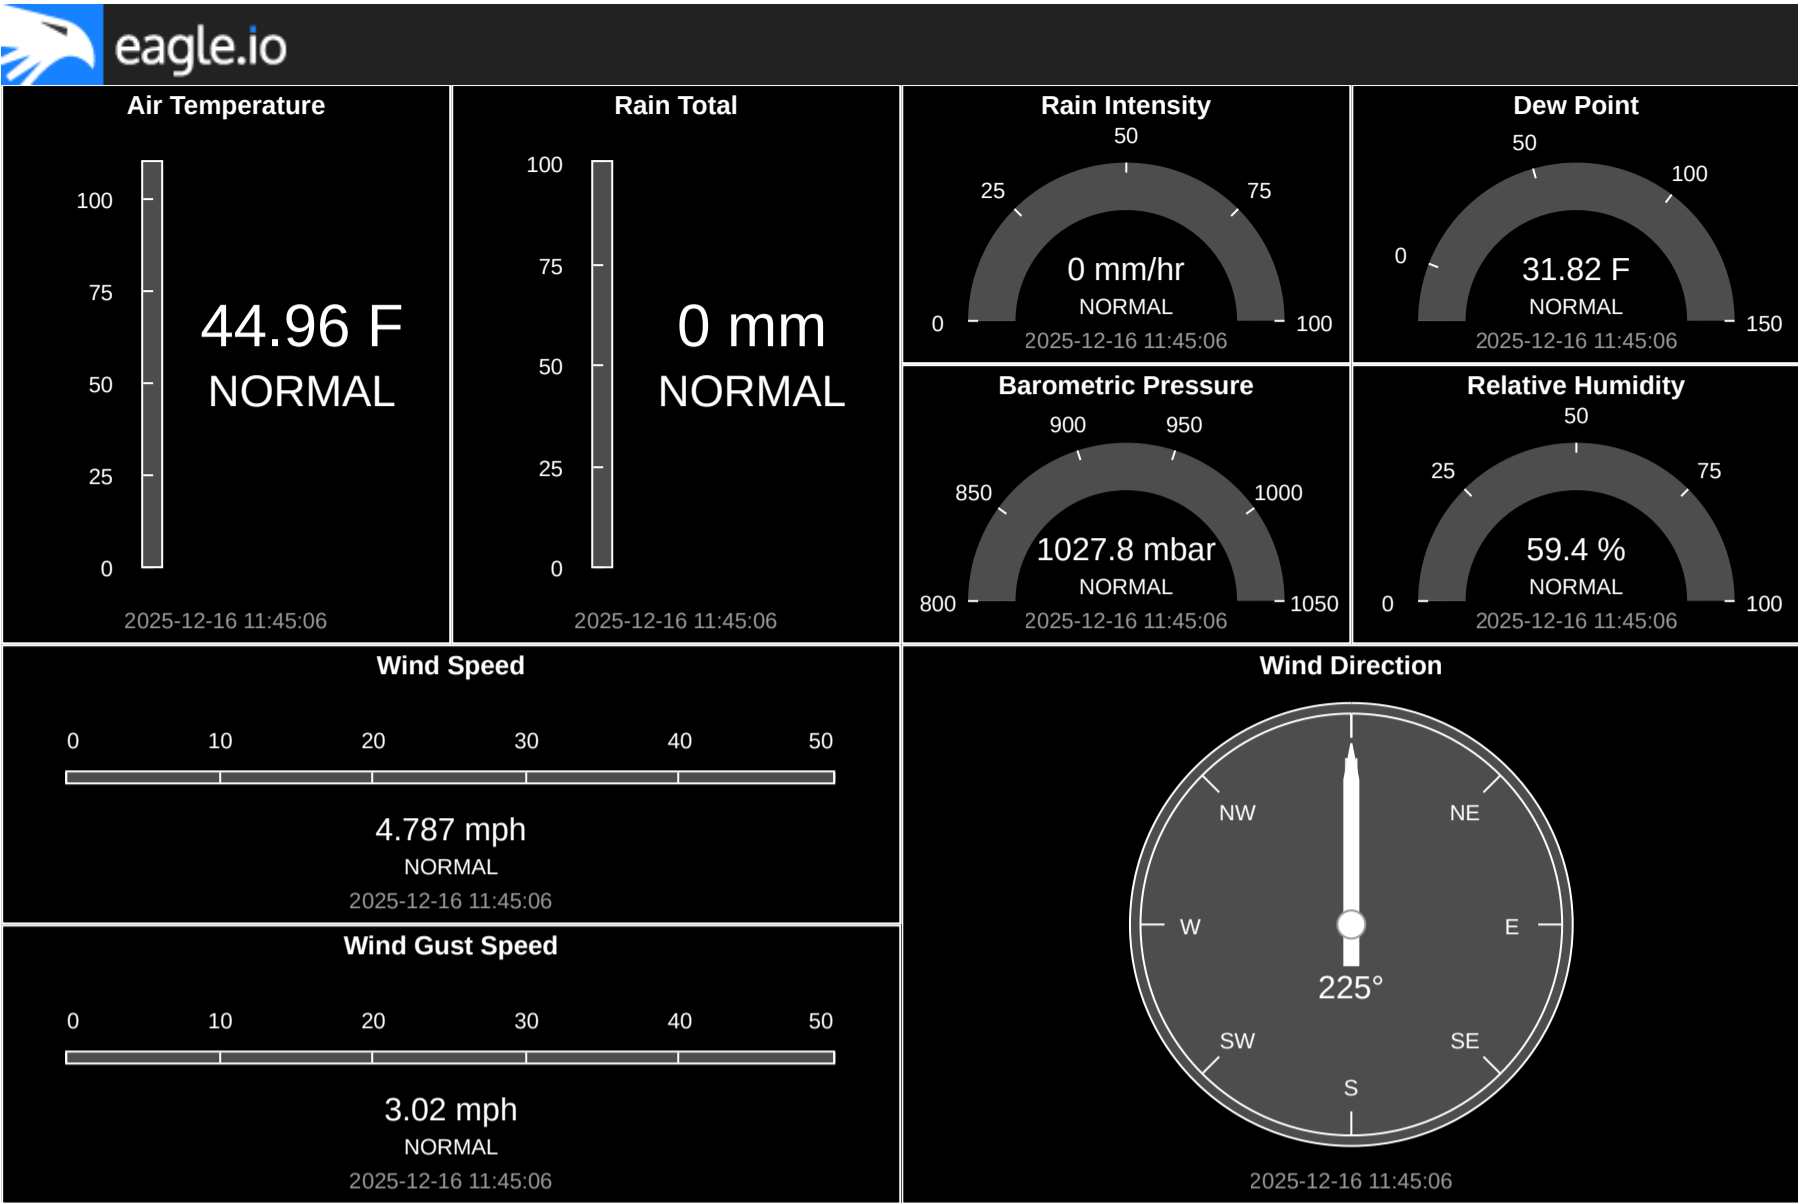 eagle.io
Air Temperature
100
75
50
25
0
44.96 F
NORMAL
2025-12-16 11:45:06
Rain Total
100
75
50
25
0
0 mm
NORMAL
2025-12-16 11:45:06
Rain Intensity
0
25
50
75
100
0 mm/hr
NORMAL
2025-12-16 11:45:06
Dew Point
0
50
100
150
31.82 F
NORMAL
2025-12-16 11:45:06
Barometric Pressure
800
850
900
950
1000
1050
1027.8 mbar
NORMAL
2025-12-16 11:45:06
Relative Humidity
0
25
50
75
100
59.4 %
NORMAL
2025-12-16 11:45:06
Wind Speed
0 10 20 30 40 50
4.787 mph
NORMAL
2025-12-16 11:45:06
Wind Gust Speed
0 10 20 30 40 50
3.02 mph
NORMAL
2025-12-16 11:45:06
Wind Direction
NW NE
W E
225°
SW SE
S
2025-12-16 11:45:06